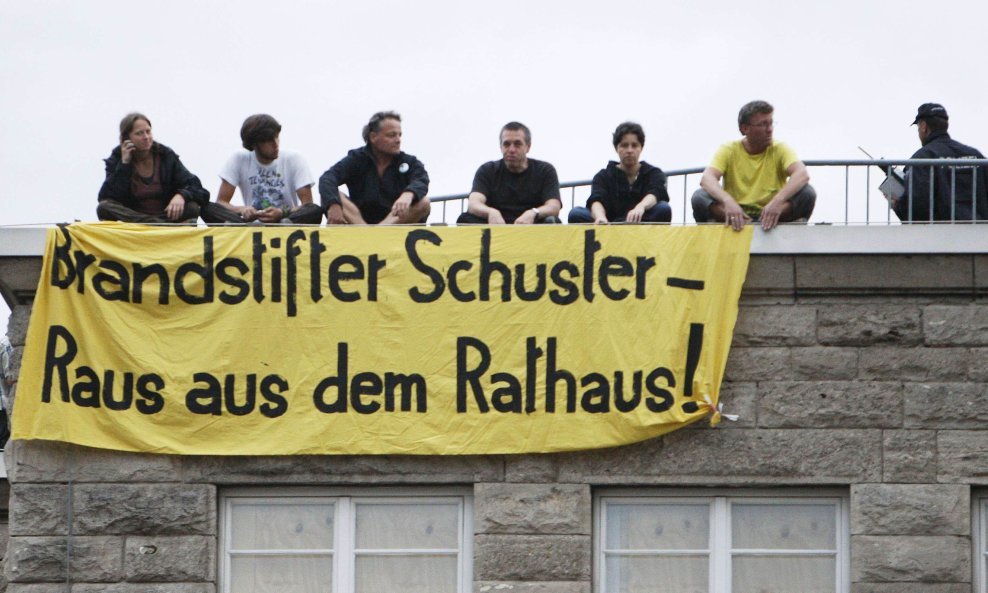 Brandstifter Schuster –
Raus aus dem Rathaus!